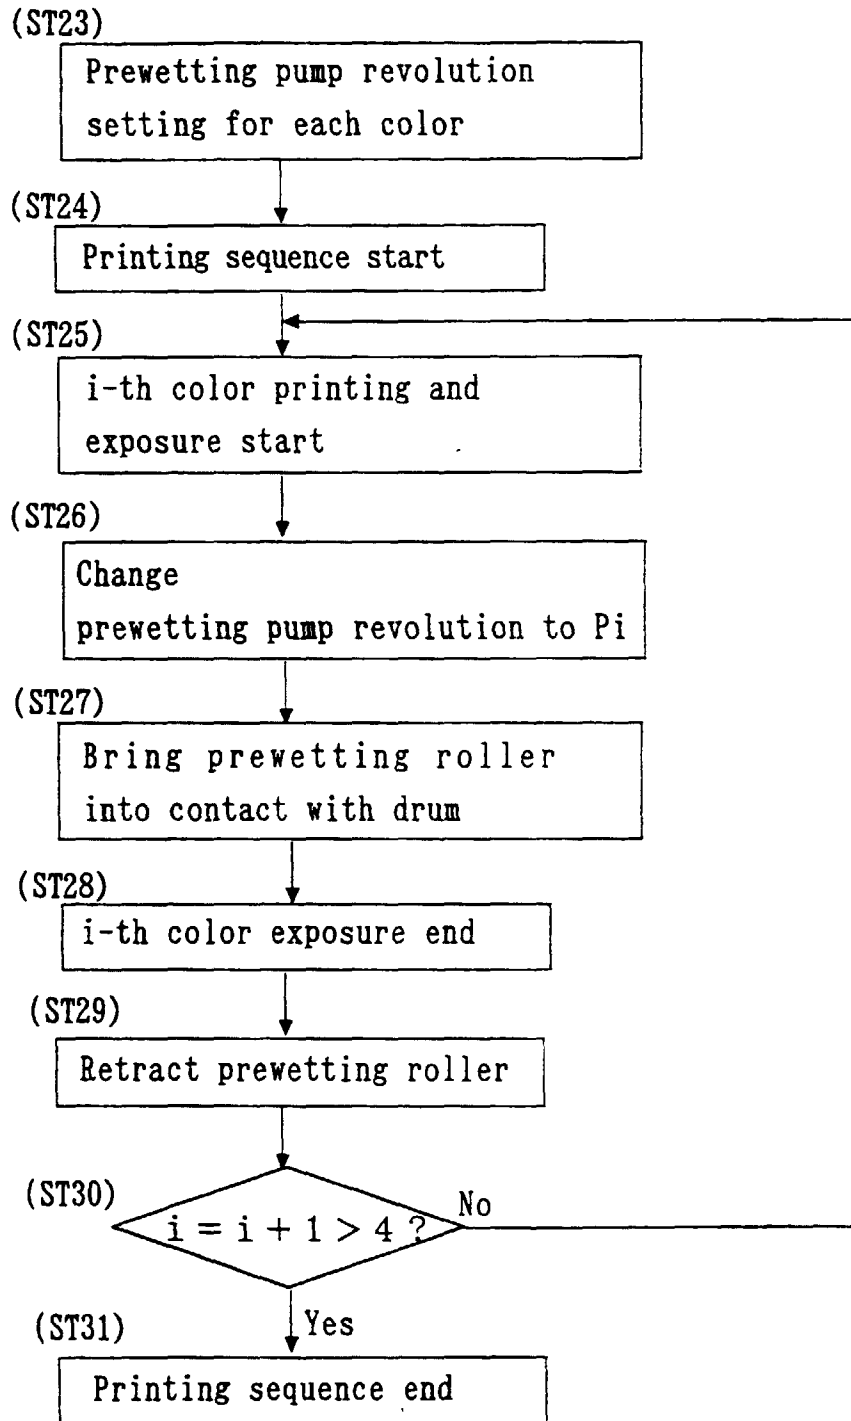 (ST23)
Prewetting pump revolution
setting for each color
(ST24)
Printing sequence start
(ST25)
i-th color printing and
exposure start
(ST26)
Change
prewetting pump revolution to Pi
(ST27)
Bring prewetting roller
into contact with drum
(ST28)
i-th color exposure end
(ST29)
Retract prewetting roller
(ST30)
i = i + 1 > 4 ?
No
Yes
(ST31)
Printing sequence end